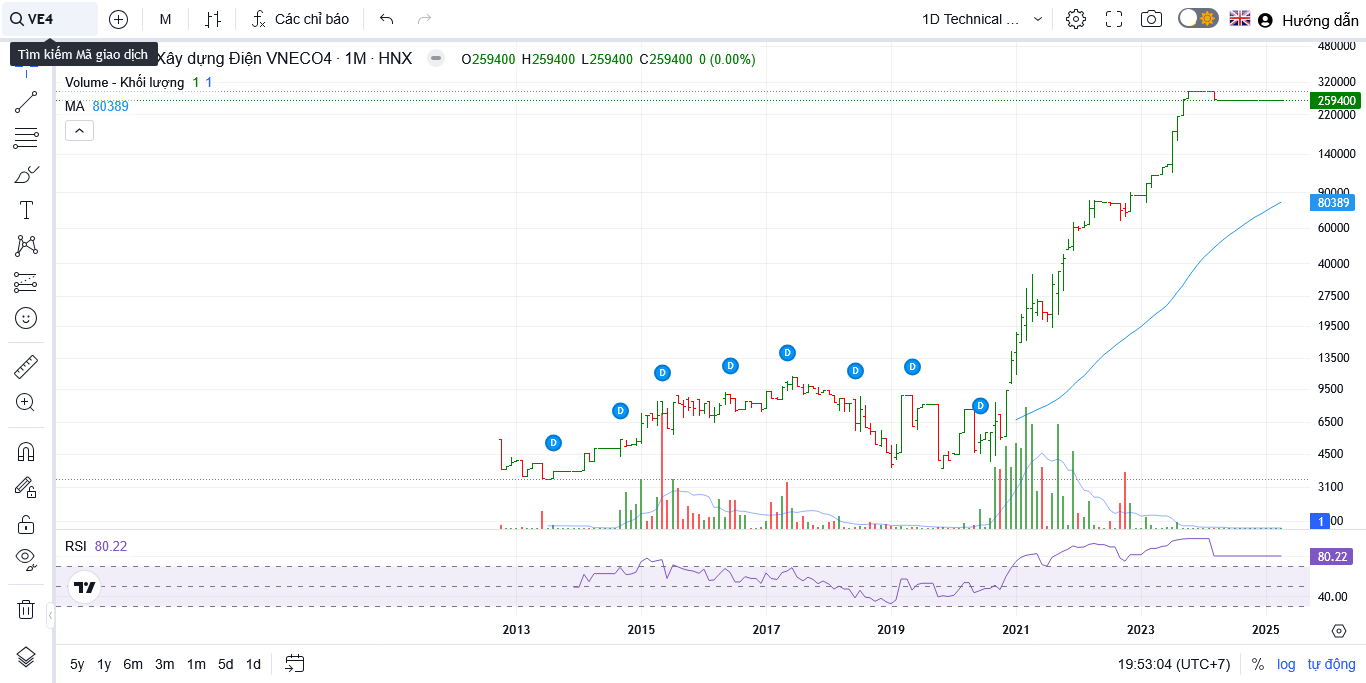 VE4
M
Các chỉ báo
1D Technical ...
Hướng dẫn
Tìm kiếm Mã giao dịch
Xây dựng Điện VNECO4 · 1M · HNX
O259400 H259400 L259400 C259400 0 (0.00%)
Volume - Khối lượng 1 1
MA 80389
480000
320000
259400
220000
140000
90000
80389
60000
40000
27500
19500
13500
9500
6500
4500
3100
1
00
D
D
D
D
D
D
D
RSI 80.22
80.22
40.00
2013 2015 2017 2019 2021 2023 2025
5y 1y 6m 3m 1m 5d 1d
19:53:04 (UTC+7) % log tự động